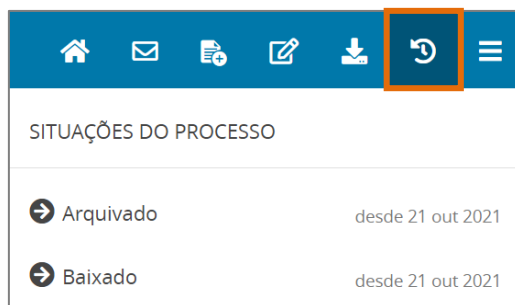 SITUAÇÕES DO PROCESSO
Arquivado desde 21 out 2021
Baixado desde 21 out 2021